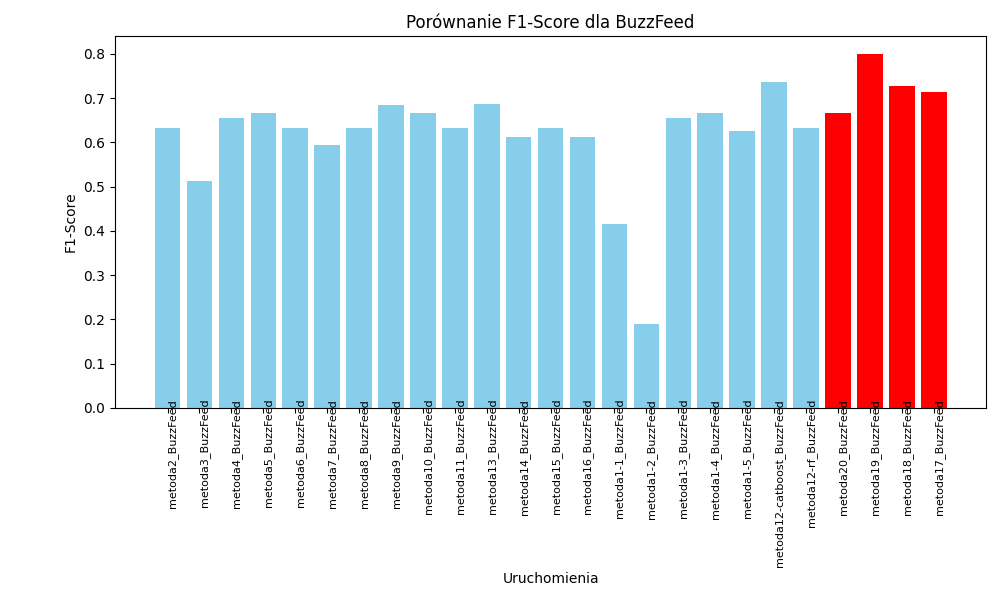 Porównanie F1-Score dla BuzzFeed
F1-Score
0.8
0.7
0.6
0.5
0.4
0.3
0.2
0.1
0.0
metoda2_BuzzFeed
metoda3_BuzzFeed
metoda4_BuzzFeed
metoda5_BuzzFeed
metoda6_BuzzFeed
metoda7_BuzzFeed
metoda8_BuzzFeed
metoda9_BuzzFeed
metoda10_BuzzFeed
metoda11_BuzzFeed
metoda13_BuzzFeed
metoda14_BuzzFeed
metoda15_BuzzFeed
metoda16_BuzzFeed
metoda1-1_BuzzFeed
metoda1-2_BuzzFeed
metoda1-3_BuzzFeed
metoda1-4_BuzzFeed
metoda1-5_BuzzFeed
metoda12-catboost_BuzzFeed
metoda12-rf_BuzzFeed
metoda20_BuzzFeed
metoda19_BuzzFeed
metoda18_BuzzFeed
metoda17_BuzzFeed
Uruchomienia